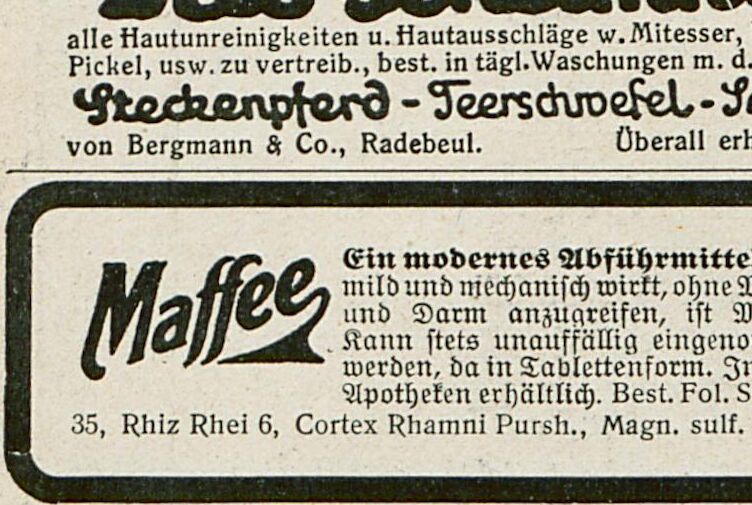 alle Hautunreinigkeiten u. Hautausschläge w. Mitesser,
Pickel, usw. zu vertreib., best. in tägl. Waschungen m. d.
Steckenpferd - Teerschwefel -
von Bergmann & Co., Radebeul. Überall
Maffee
Ein modernes Abführmittel
mild und mechanisch wirkt, ohne
und Darm anzugreifen, ist
Kann stets unauffällig
werden, da in Tablettenform.
Apotheken erhältlich. Best. Fol.
35, Rhiz Rhei 6, Cortex Rhamni Pursh., Magn. sulf.